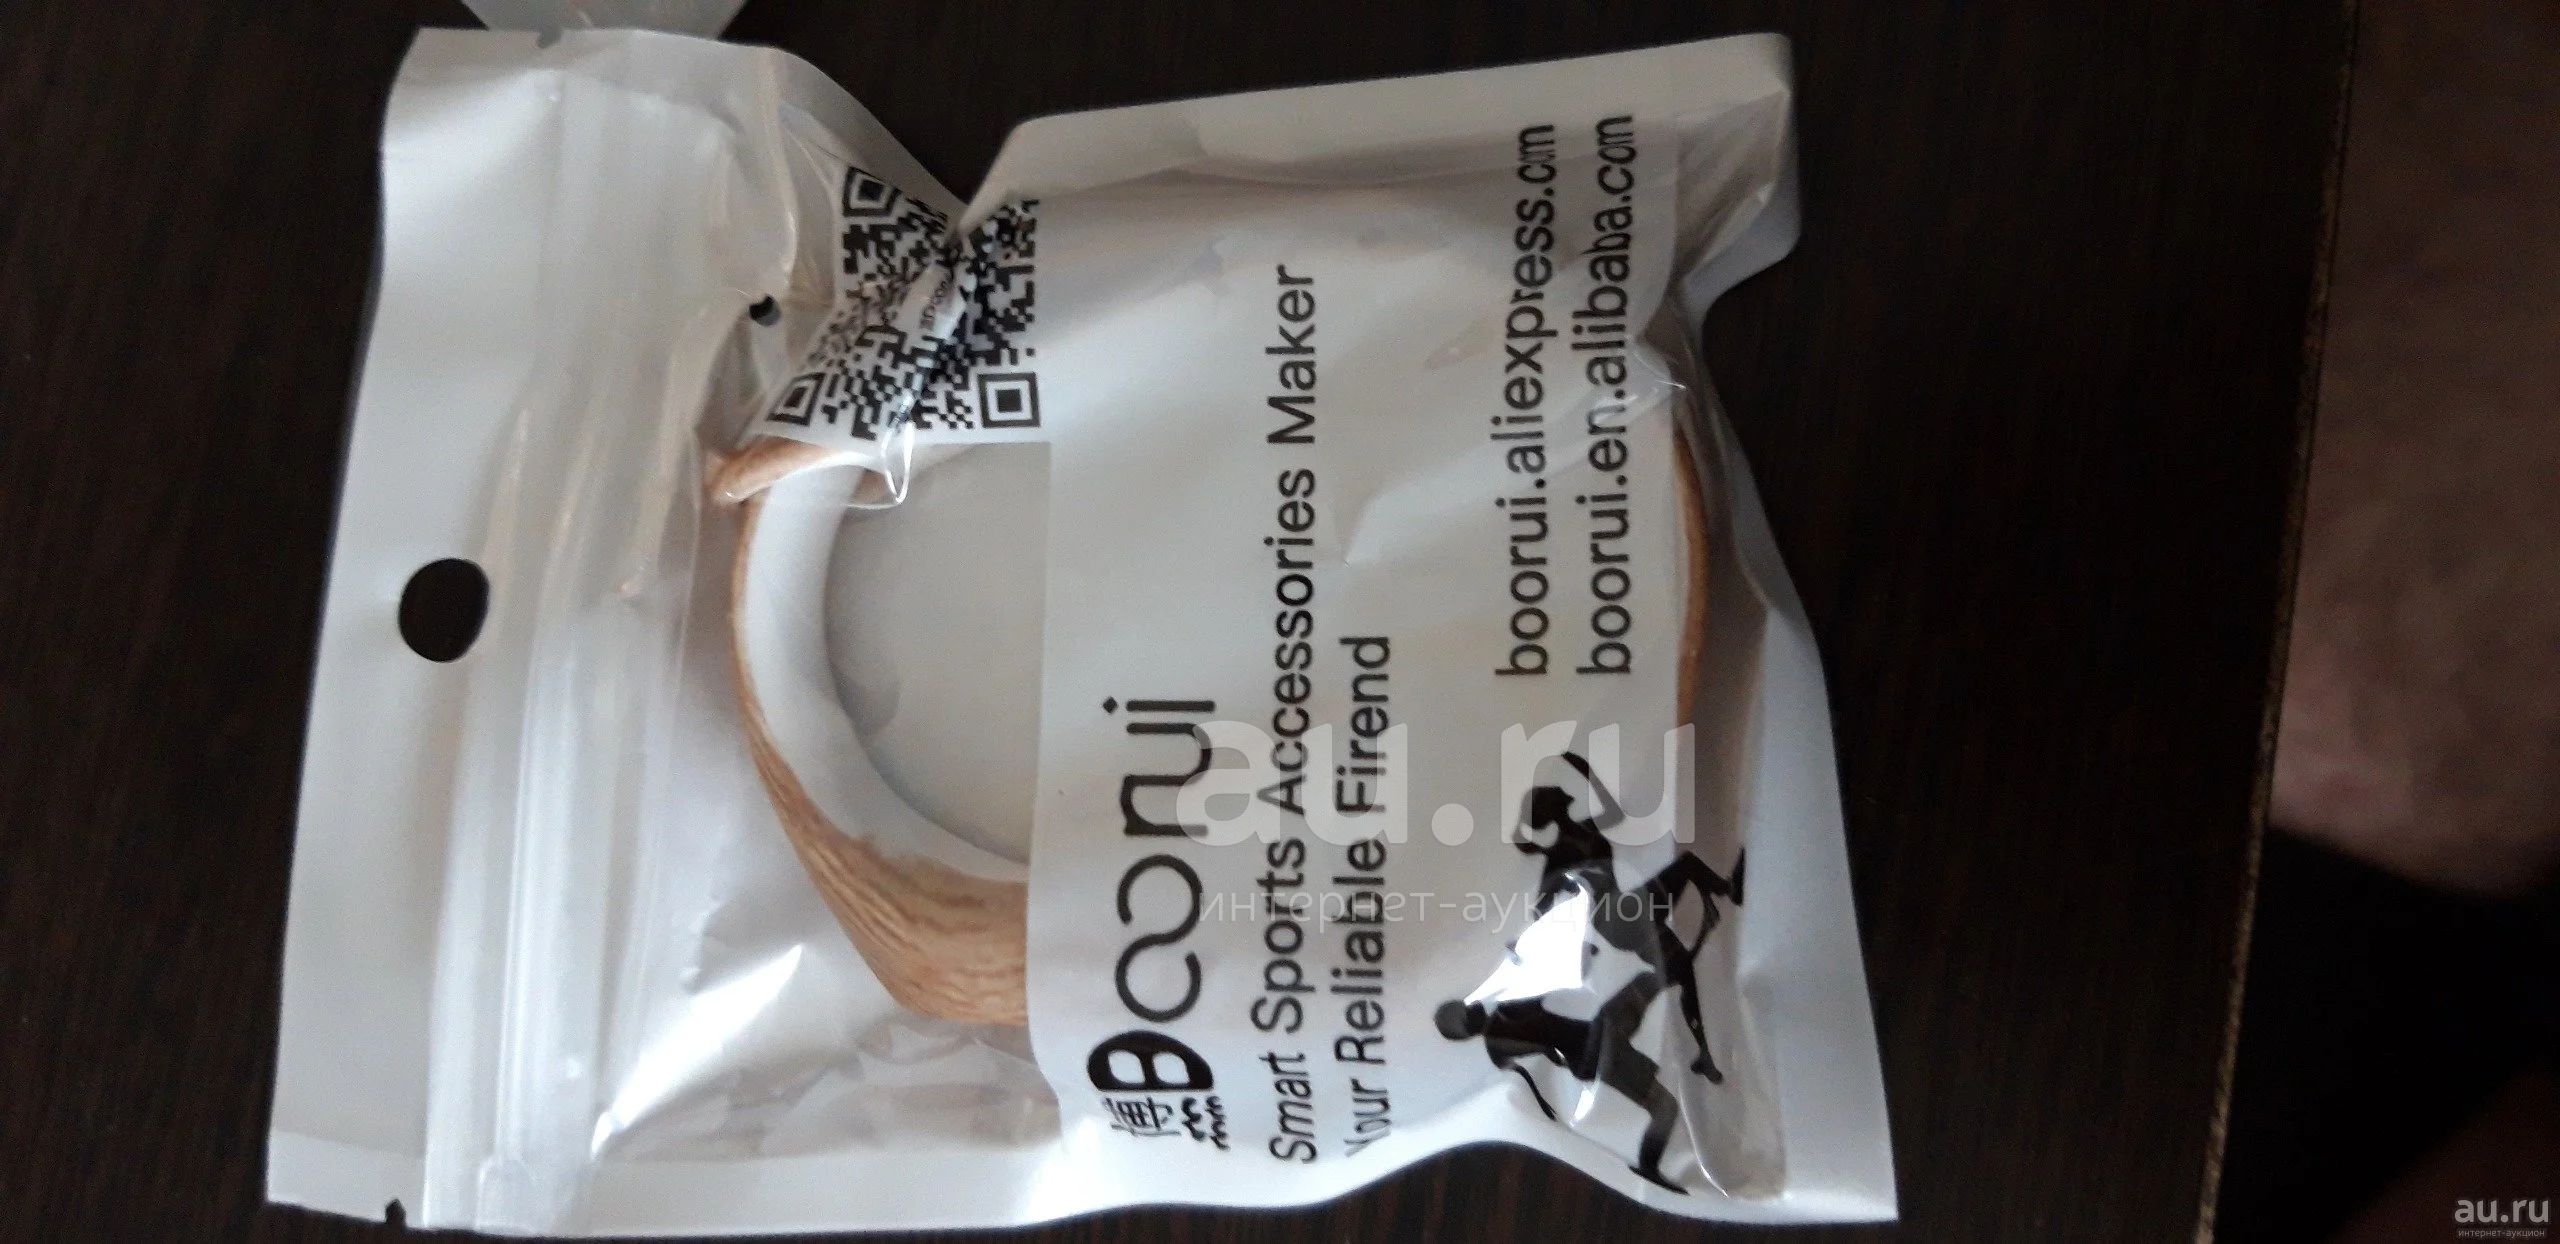 Boorui
Smart Sports Accessories Maker
Your Reliable Firend
boorui.aliexpress.com
boorui.en.alibaba.com
au.ru
интернет-аукцион
au.ru
интернет-аукцион